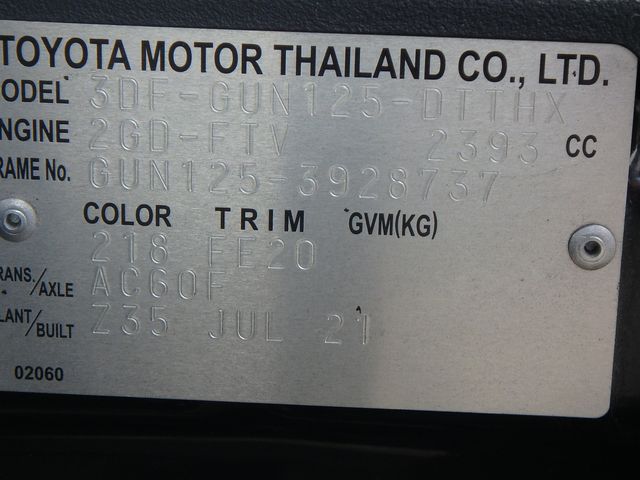 TOYOTA MOTOR THAILAND CO., LTD.
ODEL 3DF-GUN125-DTTHX
NGINE 2GD-FTV 2393 CC
RAME No. GUN125-3928737
COLOR TRIM GVM(KG)
218 FE20
RANS./AXLE AC60F
LANT/BUILT Z35 JUL 21
02060